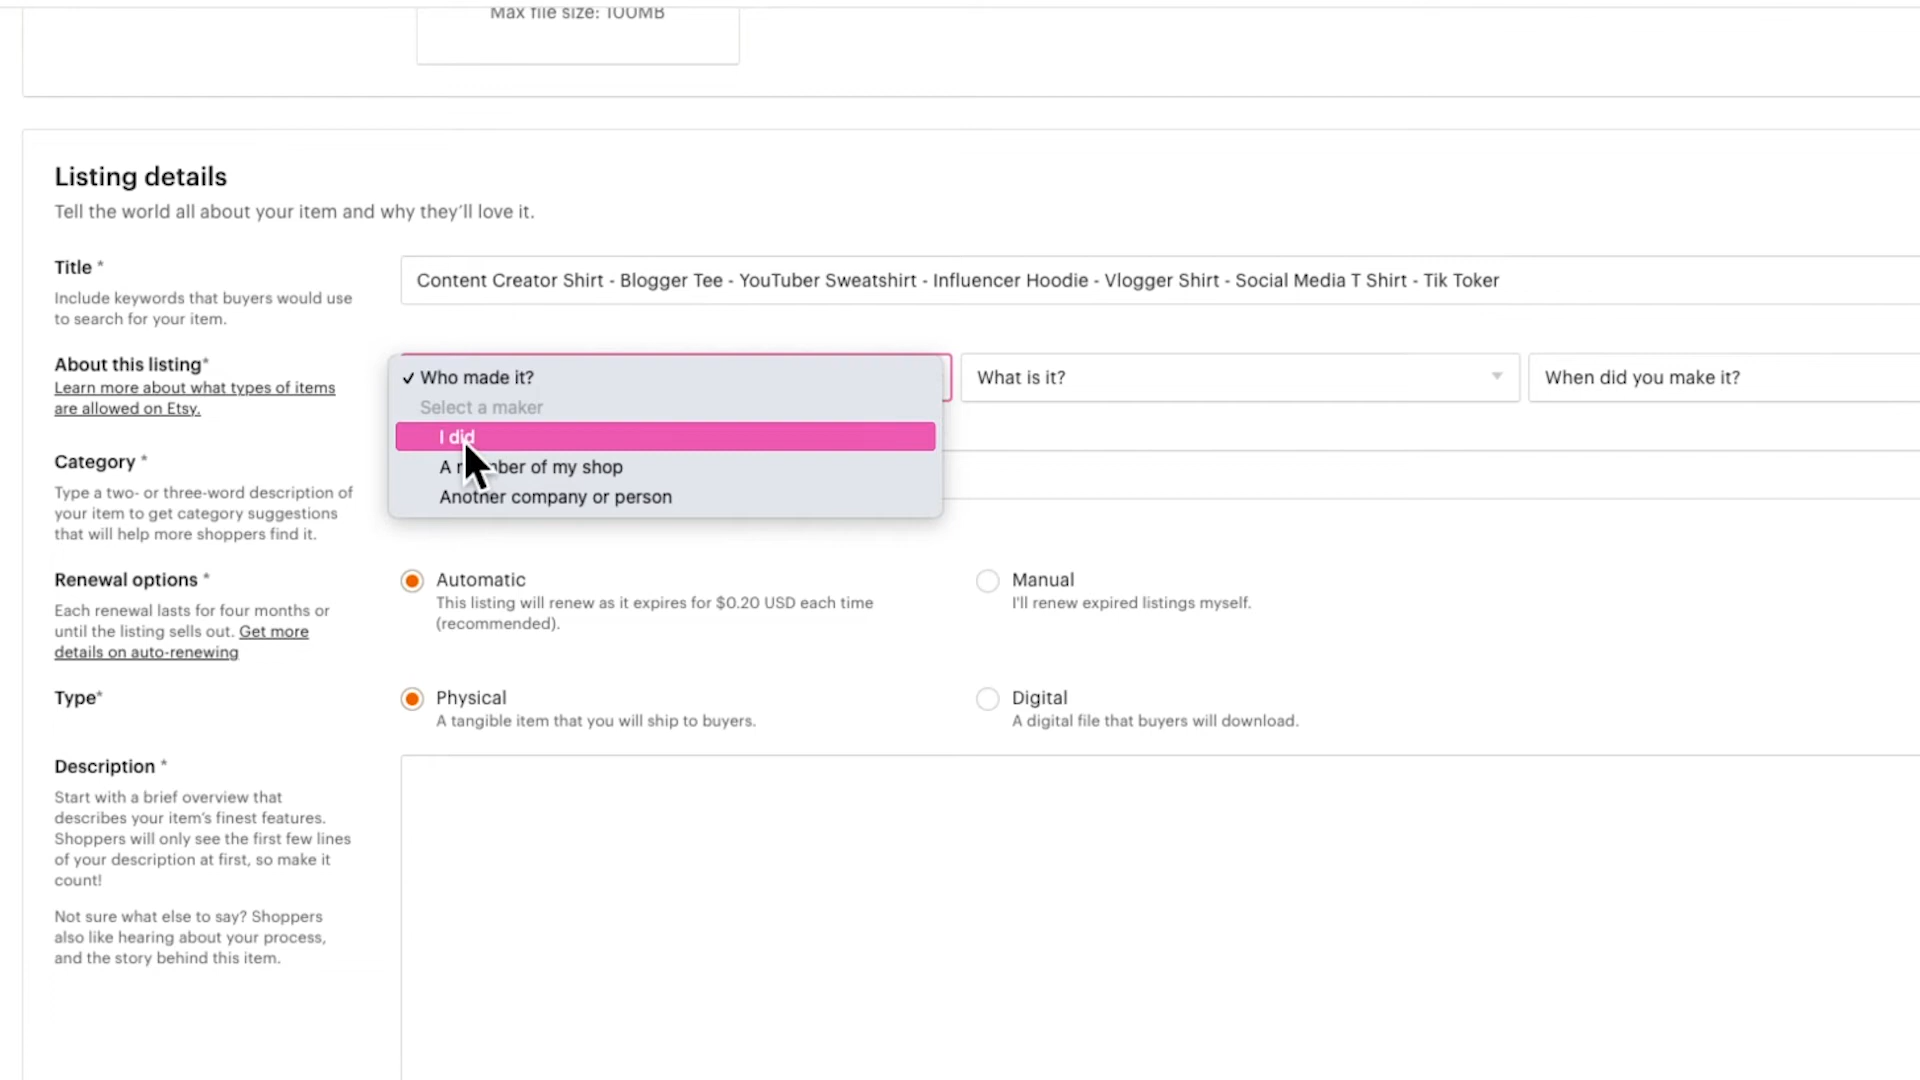 Max file size: 100MB
Listing details
Tell the world all about your item and why they'll love it.
Title *
Include keywords that buyers would use
to search for your item.
Content Creator Shirt - Blogger Tee - YouTuber Sweatshirt - Influencer Hoodie - Vlogger Shirt - Social Media T Shirt - Tik Toker
About this listing*
Learn more about what types of items
are allowed on Etsy.
✓ Who made it?
Select a maker
I did
A member of my shop
Another company or person
What is it?
When did you make it?
Category *
Type a two- or three-word description of
your item to get category suggestions
that will help more shoppers find it.
Renewal options *
Each renewal lasts for four months or
until the listing sells out. Get more
details on auto-renewing
Automatic
This listing will renew as it expires for $0.20 USD each time
(recommended).
Manual
I'll renew expired listings myself.
Type*
Physical
A tangible item that you will ship to buyers.
Digital
A digital file that buyers will download.
Description *
Start with a brief overview that
describes your item's finest features.
Shoppers will only see the first few lines
of your description at first, so make it
count!
Not sure what else to say? Shoppers
also like hearing about your process,
and the story behind this item.